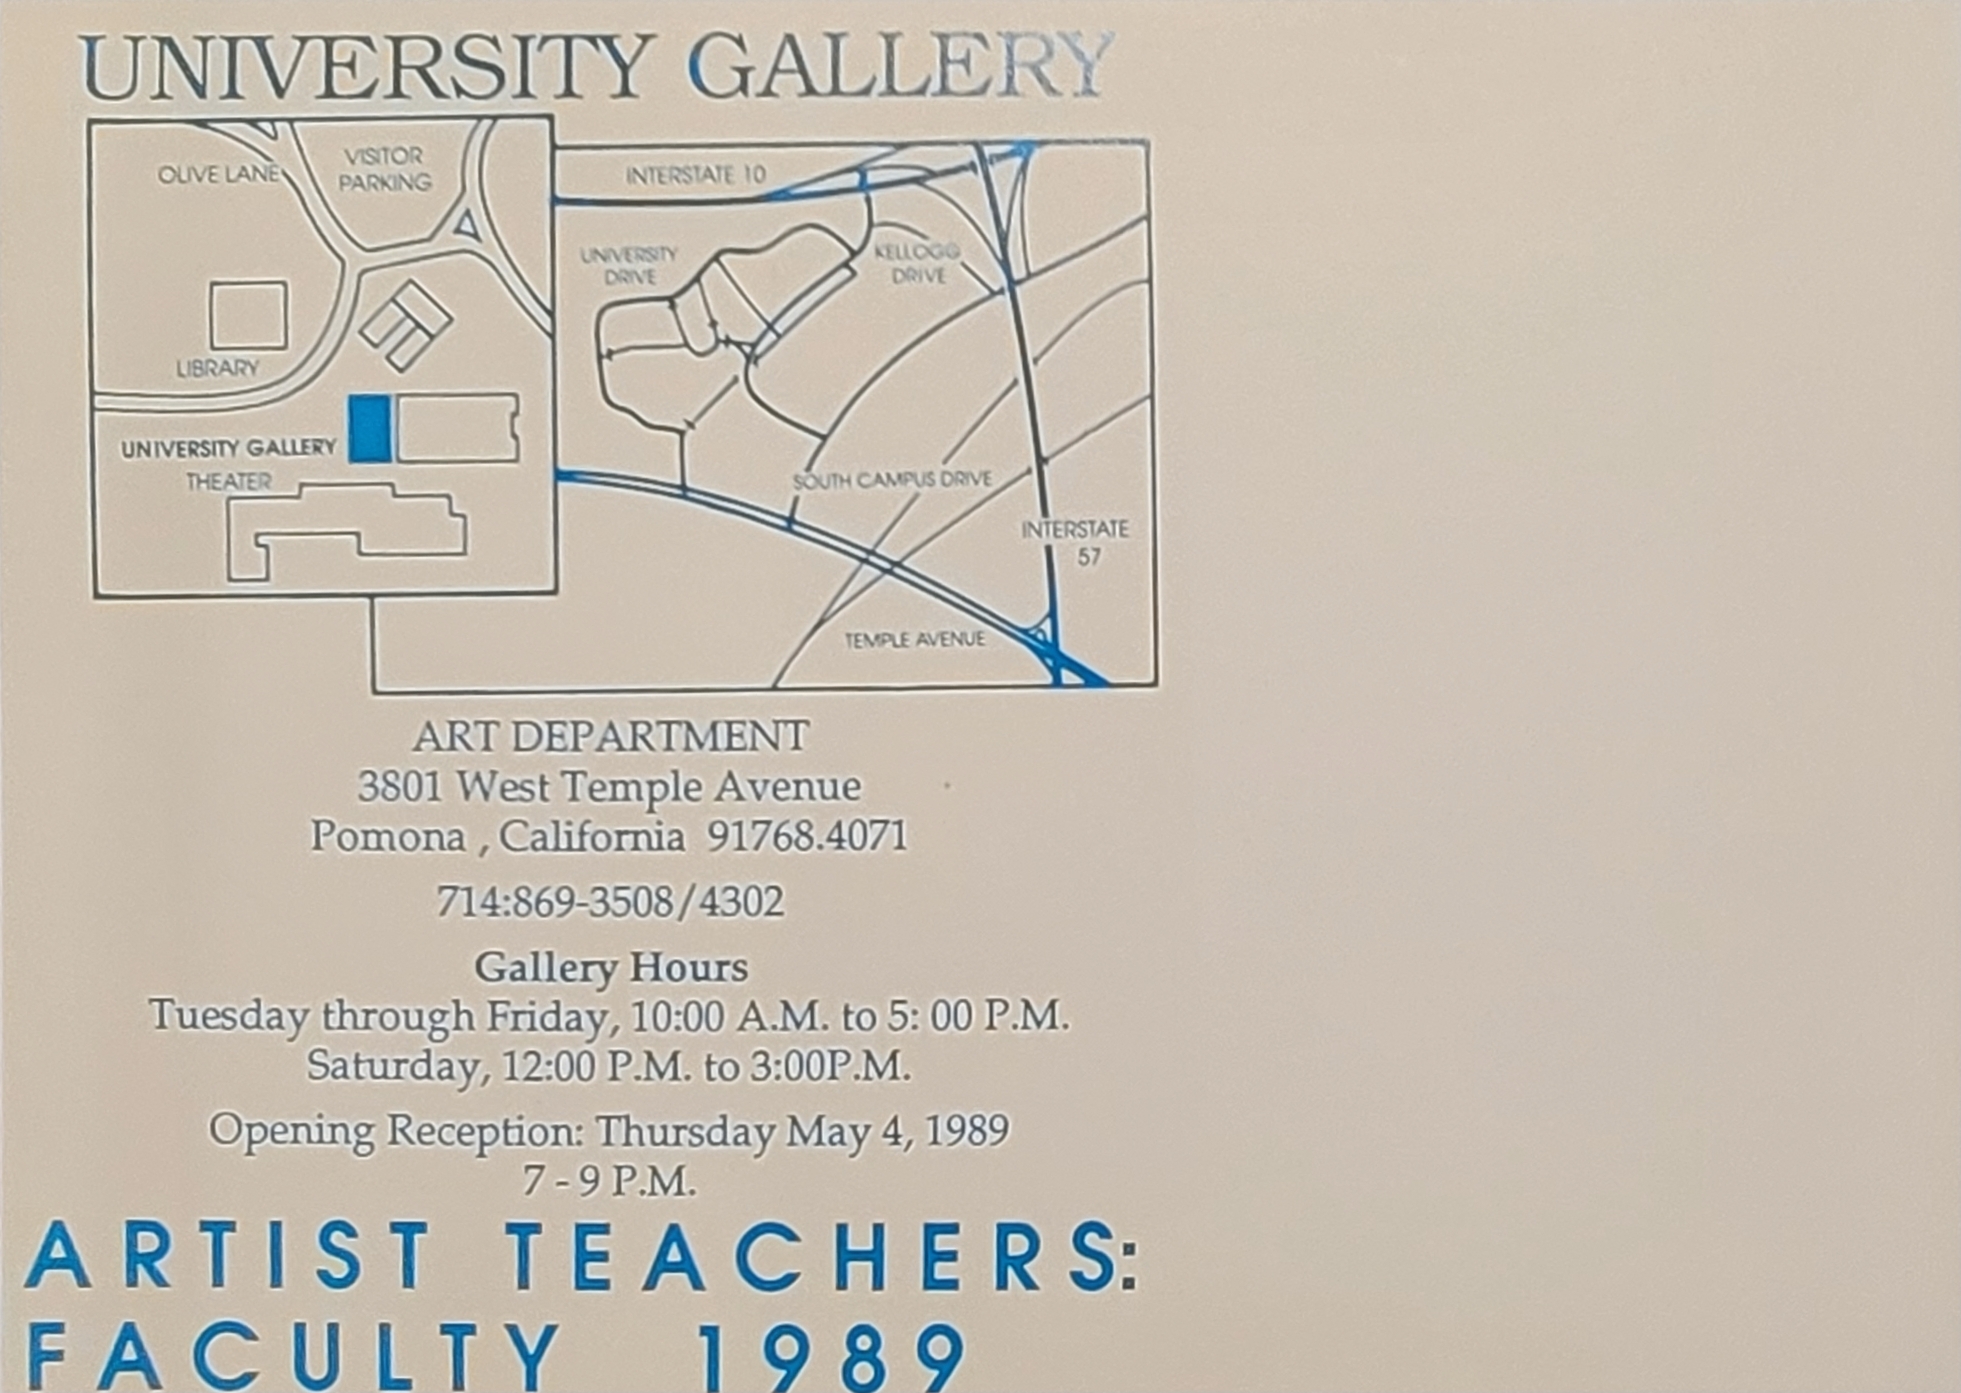 UNIVERSITY GALLERY
OLIVE LANE
VISITOR
PARKING
INTERSTATE 10
UNIVERSITY
DRIVE
KELLOGG
DRIVE
LIBRARY
UNIVERSITY GALLERY
THEATER
SOUTH CAMPUS DRIVE
INTERSTATE
57
TEMPLE AVENUE
ART DEPARTMENT
3801 West Temple Avenue
Pomona , California 91768.4071
714:869-3508/4302
Gallery Hours
Tuesday through Friday, 10:00 A.M. to 5: 00 P.M.
Saturday, 12:00 P.M. to 3:00P.M.
Opening Reception: Thursday May 4, 1989
7 - 9 P.M.
ARTIST TEACHERS:
FACULTY 1989